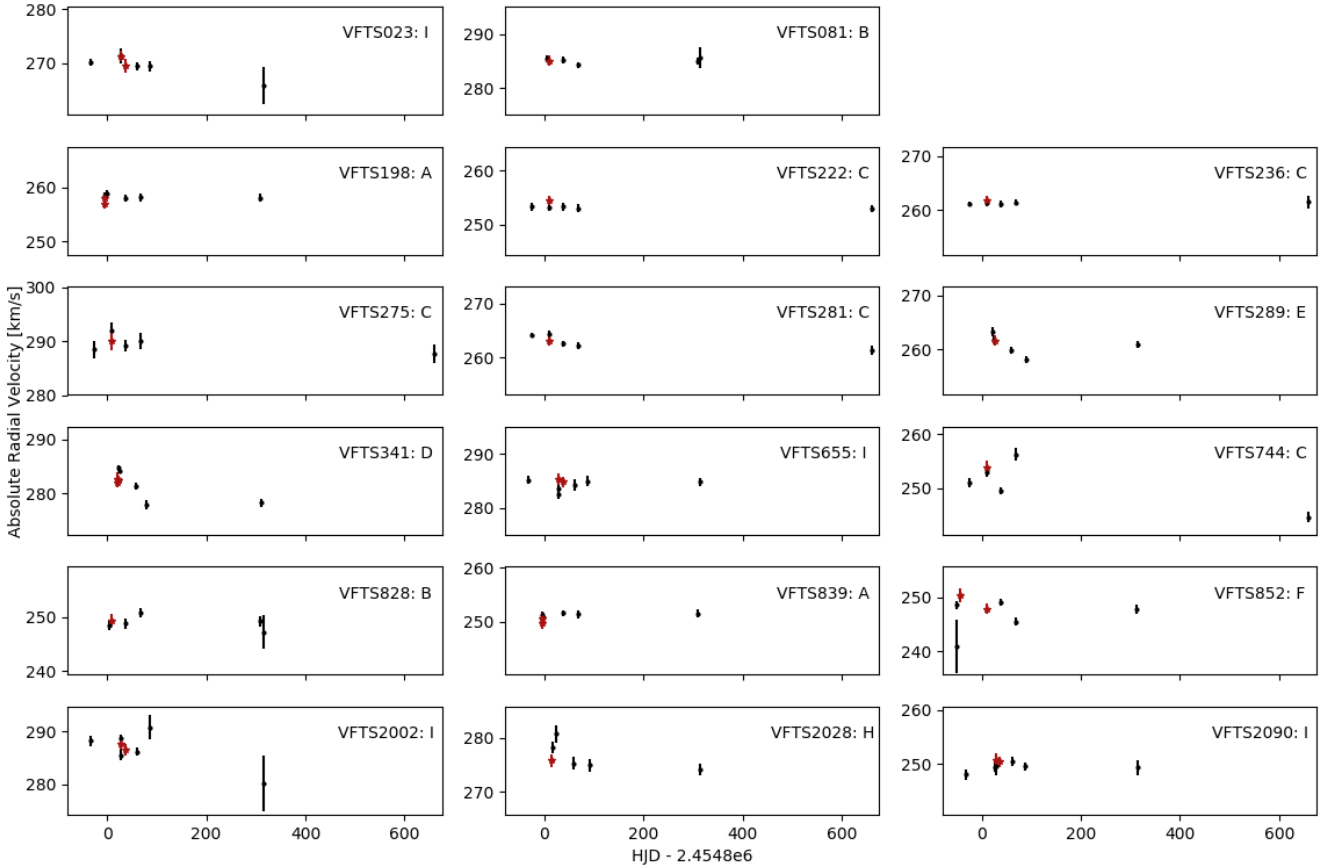 280
270
VFTS023: I
290
280
VFTS081: B
260
250
VFTS198: A
260
250
VFTS222: C
270
260
VFTS236: C
300
290
280
VFTS275: C
270
260
VFTS281: C
270
260
VFTS289: E
Absolute Radial Velocity [km/s]
290
280
VFTS341: D
290
280
VFTS655: I
260
250
VFTS744: C
250
240
VFTS828: B
260
250
VFTS839: A
250
240
VFTS852: F
290
280
VFTS2002: I
280
270
VFTS2028: H
260
250
VFTS2090: I
0 200 400 600
0 200 400 600
0 200 400 600
HJD - 2.4548e6